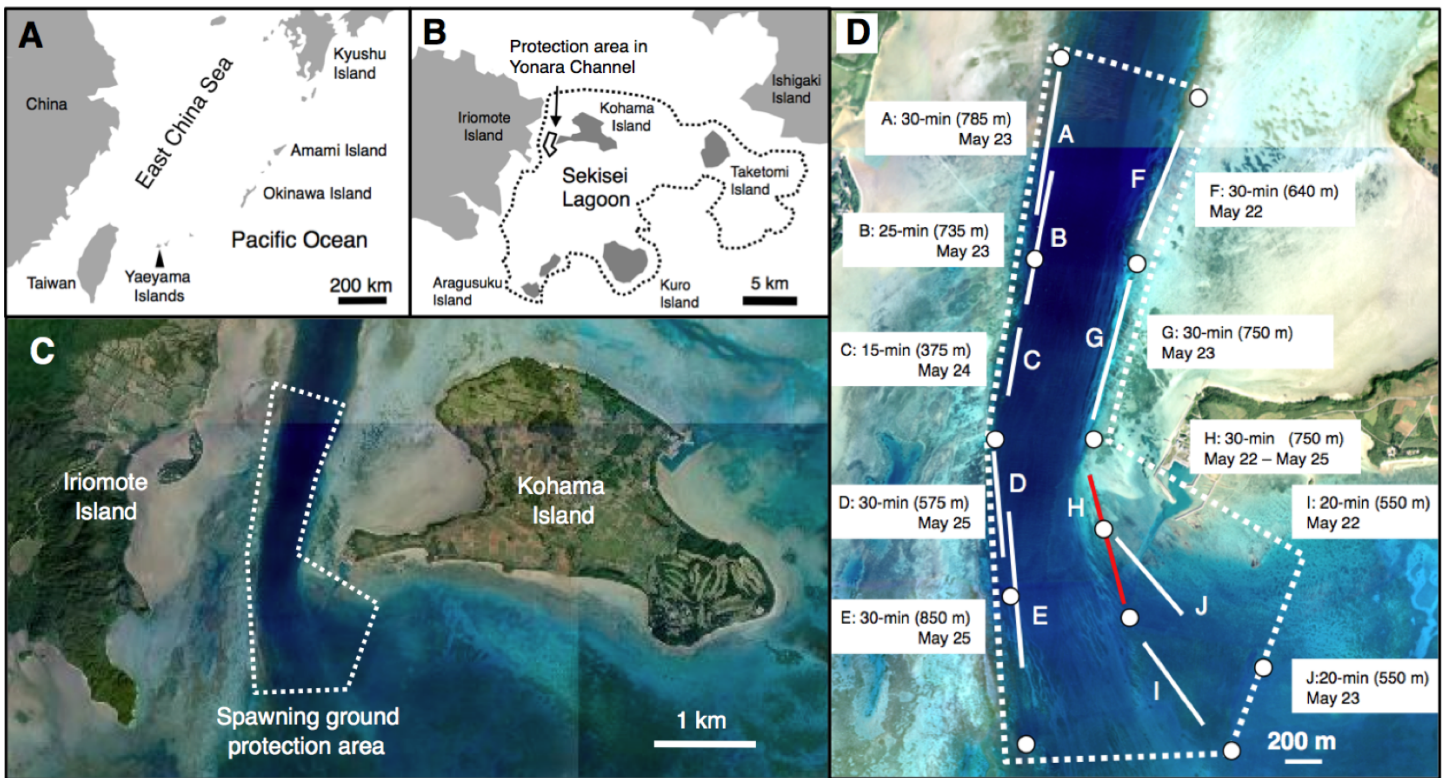 A
China
East China Sea
Kyushu
Island
Amami Island
Okinawa Island
Pacific Ocean
Taiwan
Yaeyama
Islands
200 km
B
Protection area in
Yonara Channel
Ishigaki
Island
Iriomote
Island
Kohama
Island
Sekisei
Lagoon
Taketomi
Island
Aragusuku
Island
Kuro
Island
5 km
C
Iriomote
Island
Kohama
Island
Spawning ground
protection area
1 km
D
A: 30-min (785 m)
May 23
A
B: 25-min (735 m)
May 23
B
C: 15-min (375 m)
May 24
C
D: 30-min (575 m)
May 25
D
E: 30-min (850 m)
May 25
E
F
F: 30-min (640 m)
May 22
G
G: 30-min (750 m)
May 23
H
H: 30-min (750 m)
May 22 – May 25
I: 20-min (550 m)
May 22
J
I
J:20-min (550 m)
May 23
200 m